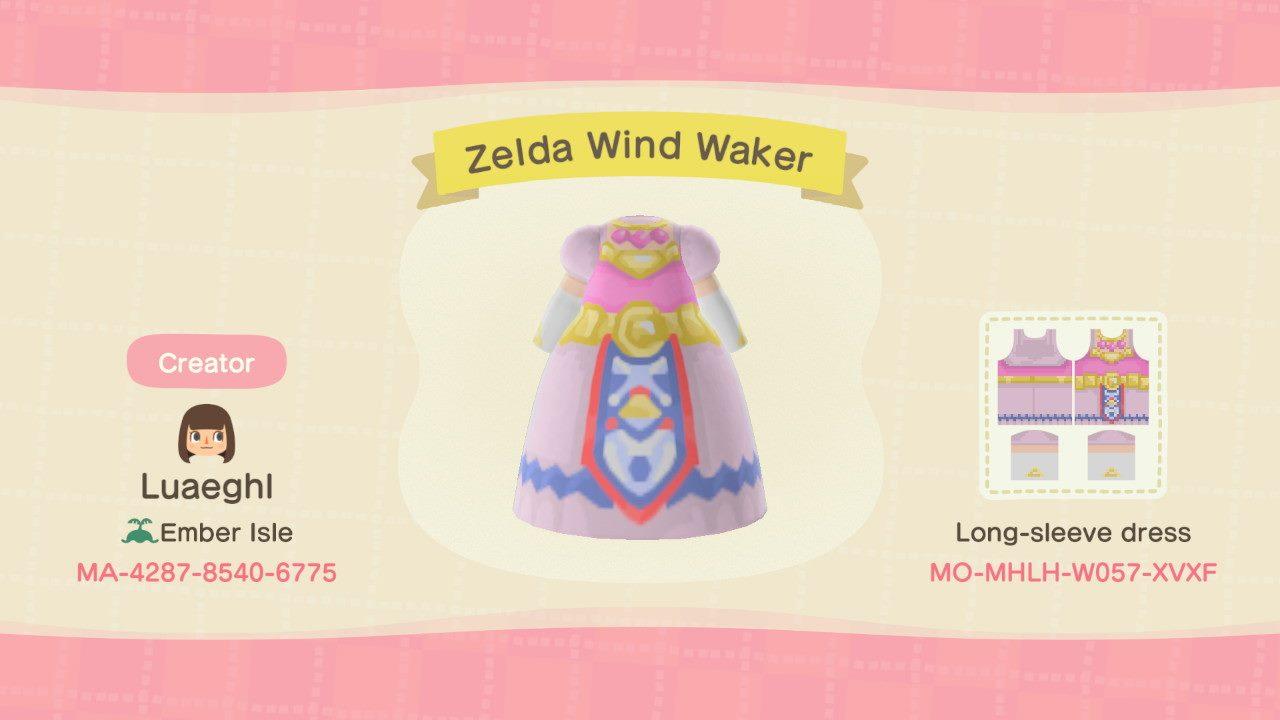 Zelda Wind Waker
Creator
Luaeghl
Ember Isle
MA-4287-8540-6775
Long-sleeve dress
MO-MHLH-W057-XVXF